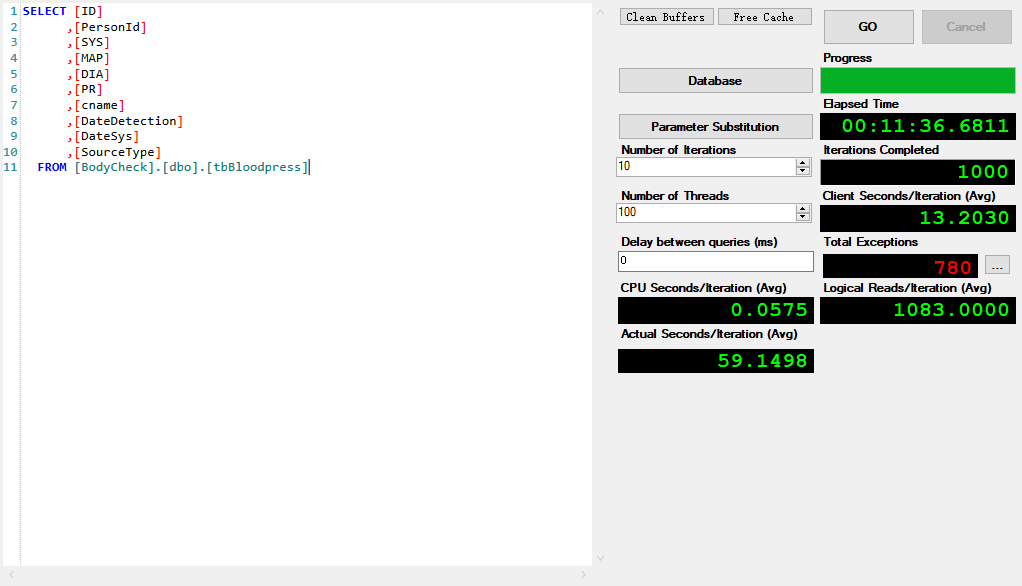 1 SELECT [ID]
2 ,[PersonId]
3 ,[SYS]
4 ,[MAP]
5 ,[DIA]
6 ,[PR]
7 ,[cname]
8 ,[DateDetection]
9 ,[DateSys]
10 ,[SourceType]
11 FROM [BodyCheck].[dbo].[tbBloodpress]
Clean Buffers Free Cache
GO Cancel
Progress
Database
Elapsed Time
00:11:36.6811
Parameter Substitution
Number of Iterations
10
Iterations Completed
1000
Number of Threads
100
Client Seconds/Iteration (Avg)
13.2030
Delay between queries (ms)
0
Total Exceptions
780 ...
CPU Seconds/Iteration (Avg)
0.0575
Logical Reads/Iteration (Avg)
1083.0000
Actual Seconds/Iteration (Avg)
59.1498